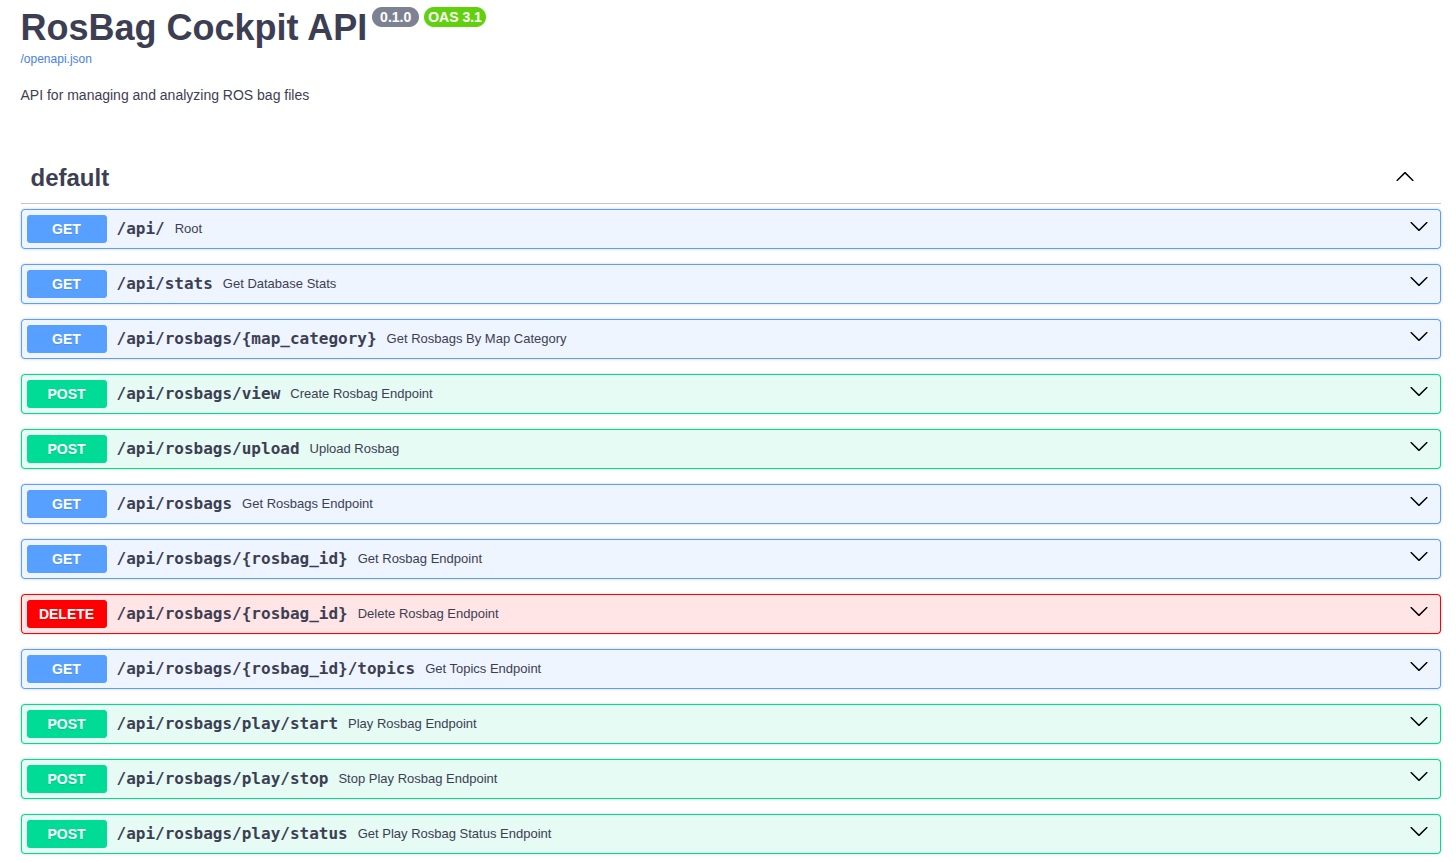 RosBag Cockpit API 0.1.0 OAS 3.1
/openapi.json
API for managing and analyzing ROS bag files
default
GET /api/ Root
GET /api/stats Get Database Stats
GET /api/rosbags/{map_category} Get Rosbags By Map Category
POST /api/rosbags/view Create Rosbag Endpoint
POST /api/rosbags/upload Upload Rosbag
GET /api/rosbags Get Rosbags Endpoint
GET /api/rosbags/{rosbag_id} Get Rosbag Endpoint
DELETE /api/rosbags/{rosbag_id} Delete Rosbag Endpoint
GET /api/rosbags/{rosbag_id}/topics Get Topics Endpoint
POST /api/rosbags/play/start Play Rosbag Endpoint
POST /api/rosbags/play/stop Stop Play Rosbag Endpoint
POST /api/rosbags/play/status Get Play Rosbag Status Endpoint